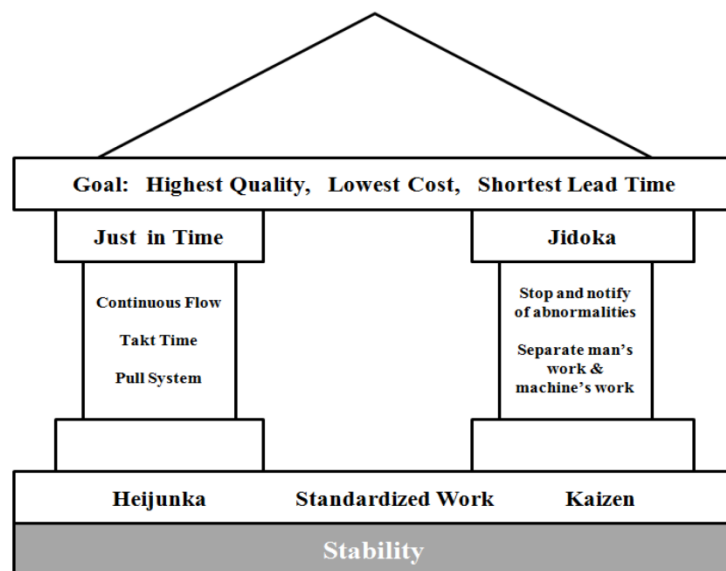 Goal: Highest Quality, Lowest Cost, Shortest Lead Time
Just in Time
Jidoka
Continuous Flow
Takt Time
Pull System
Stop and notify
of abnormalities
Separate man's
work &
machine's work
Heijunka Standardized Work Kaizen
Stability